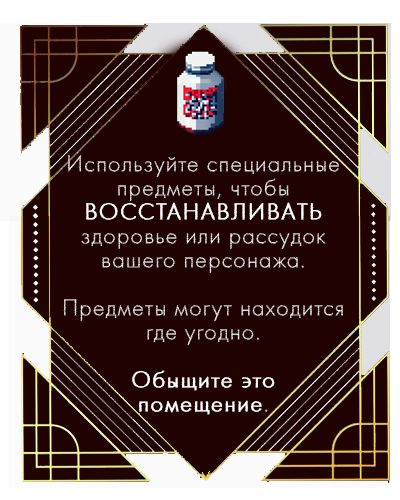 Используйте специальные
предметы, чтобы
ВОССТАНАВЛИВАТЬ
здоровье или рассудок
вашего персонажа.
Предметы могут находится
где угодно.
Обыщите это
помещение.